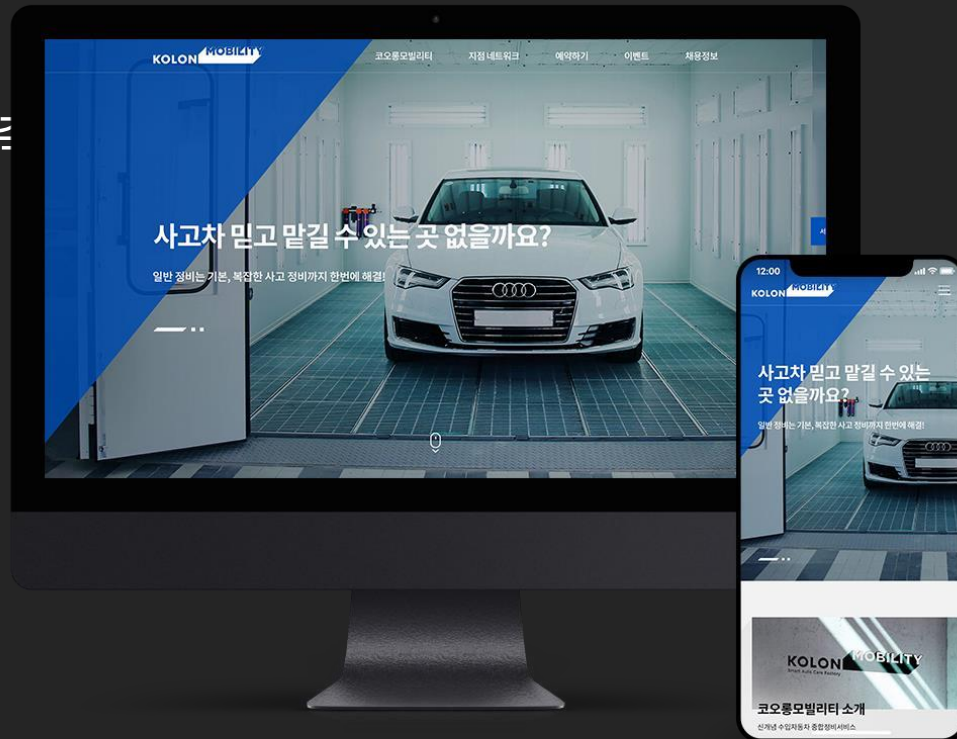 KOLON MOBILITY
코오롱모빌리티
지점 네트워크
예약하기
이벤트
채용정보
사고차 믿고 맡길 수 있는 곳 없을까요?
일반 정비는 기본, 복잡한 사고 정비까지 한번에 해결!
12:00
KOLON MOBILITY
사고차 믿고 맡길 수 있는
곳 없을까요?
일반 정비는 기본, 복잡한 사고 정비까지 한번에 해결!
KOLON MOBILITY
Smart Auto Care Factory
코오롱모빌리티 소개
신개념 수입자동차 종합정비서비스